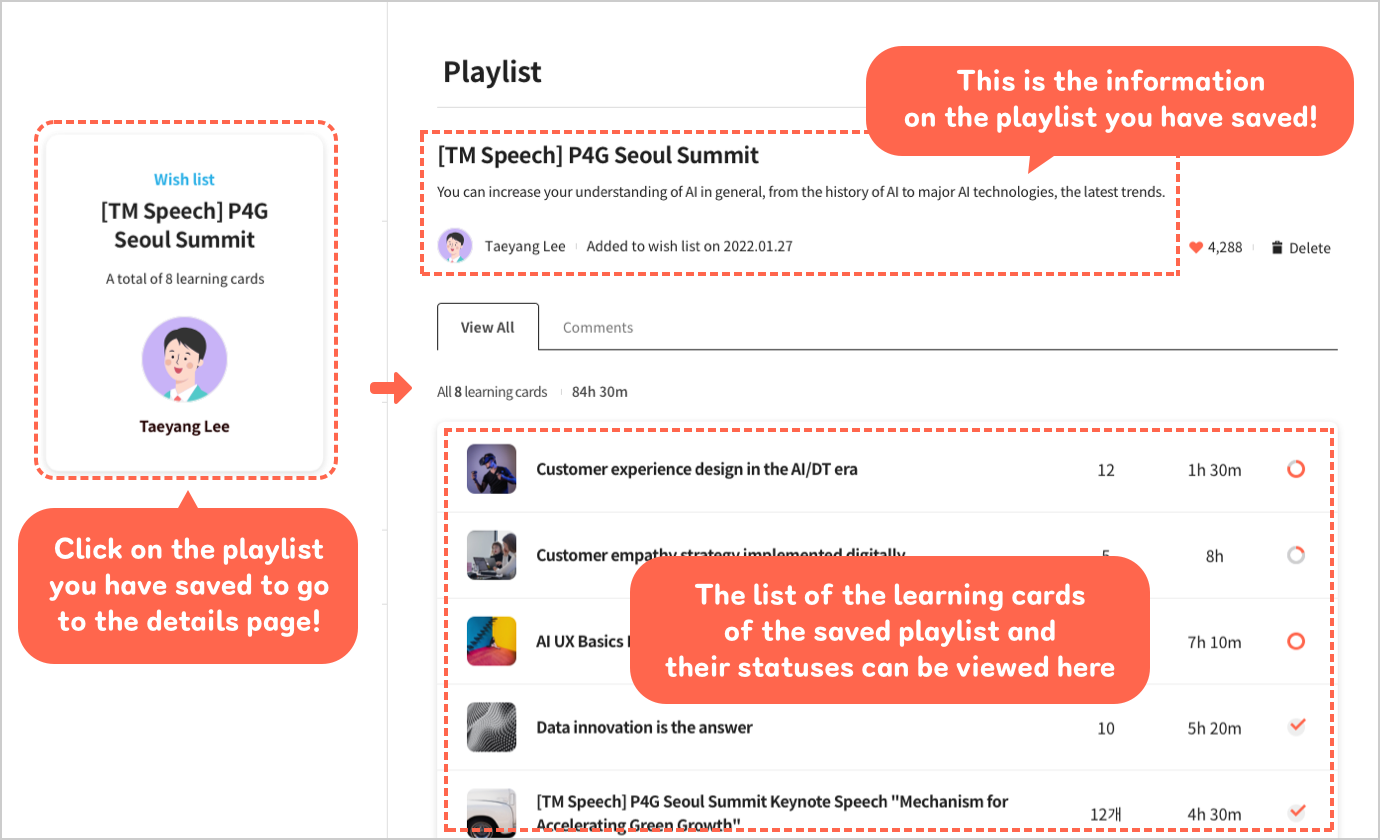 Playlist
This is the information
on the playlist you have saved!
Wish list
[TM Speech] P4G
Seoul Summit
A total of 8 learning cards
Taeyang Lee
Click on the playlist
you have saved to go
to the details page!
[TM Speech] P4G Seoul Summit
You can increase your understanding of AI in general, from the history of AI to major AI technologies, the latest trends.
Taeyang Lee Added to wish list on 2022.01.27
4,288 Delete
View All Comments
All 8 learning cards 84h 30m
Customer experience design in the AI/DT era 12 1h 30m
Customer empathy strategy implemented digitally 5 8h
AI UX Basics 7h 10m
The list of the learning cards
of the saved playlist and
their statuses can be viewed here
Data innovation is the answer 10 5h 20m
[TM Speech] P4G Seoul Summit Keynote Speech "Mechanism for
Accelerating Green Growth" 12개 4h 30m